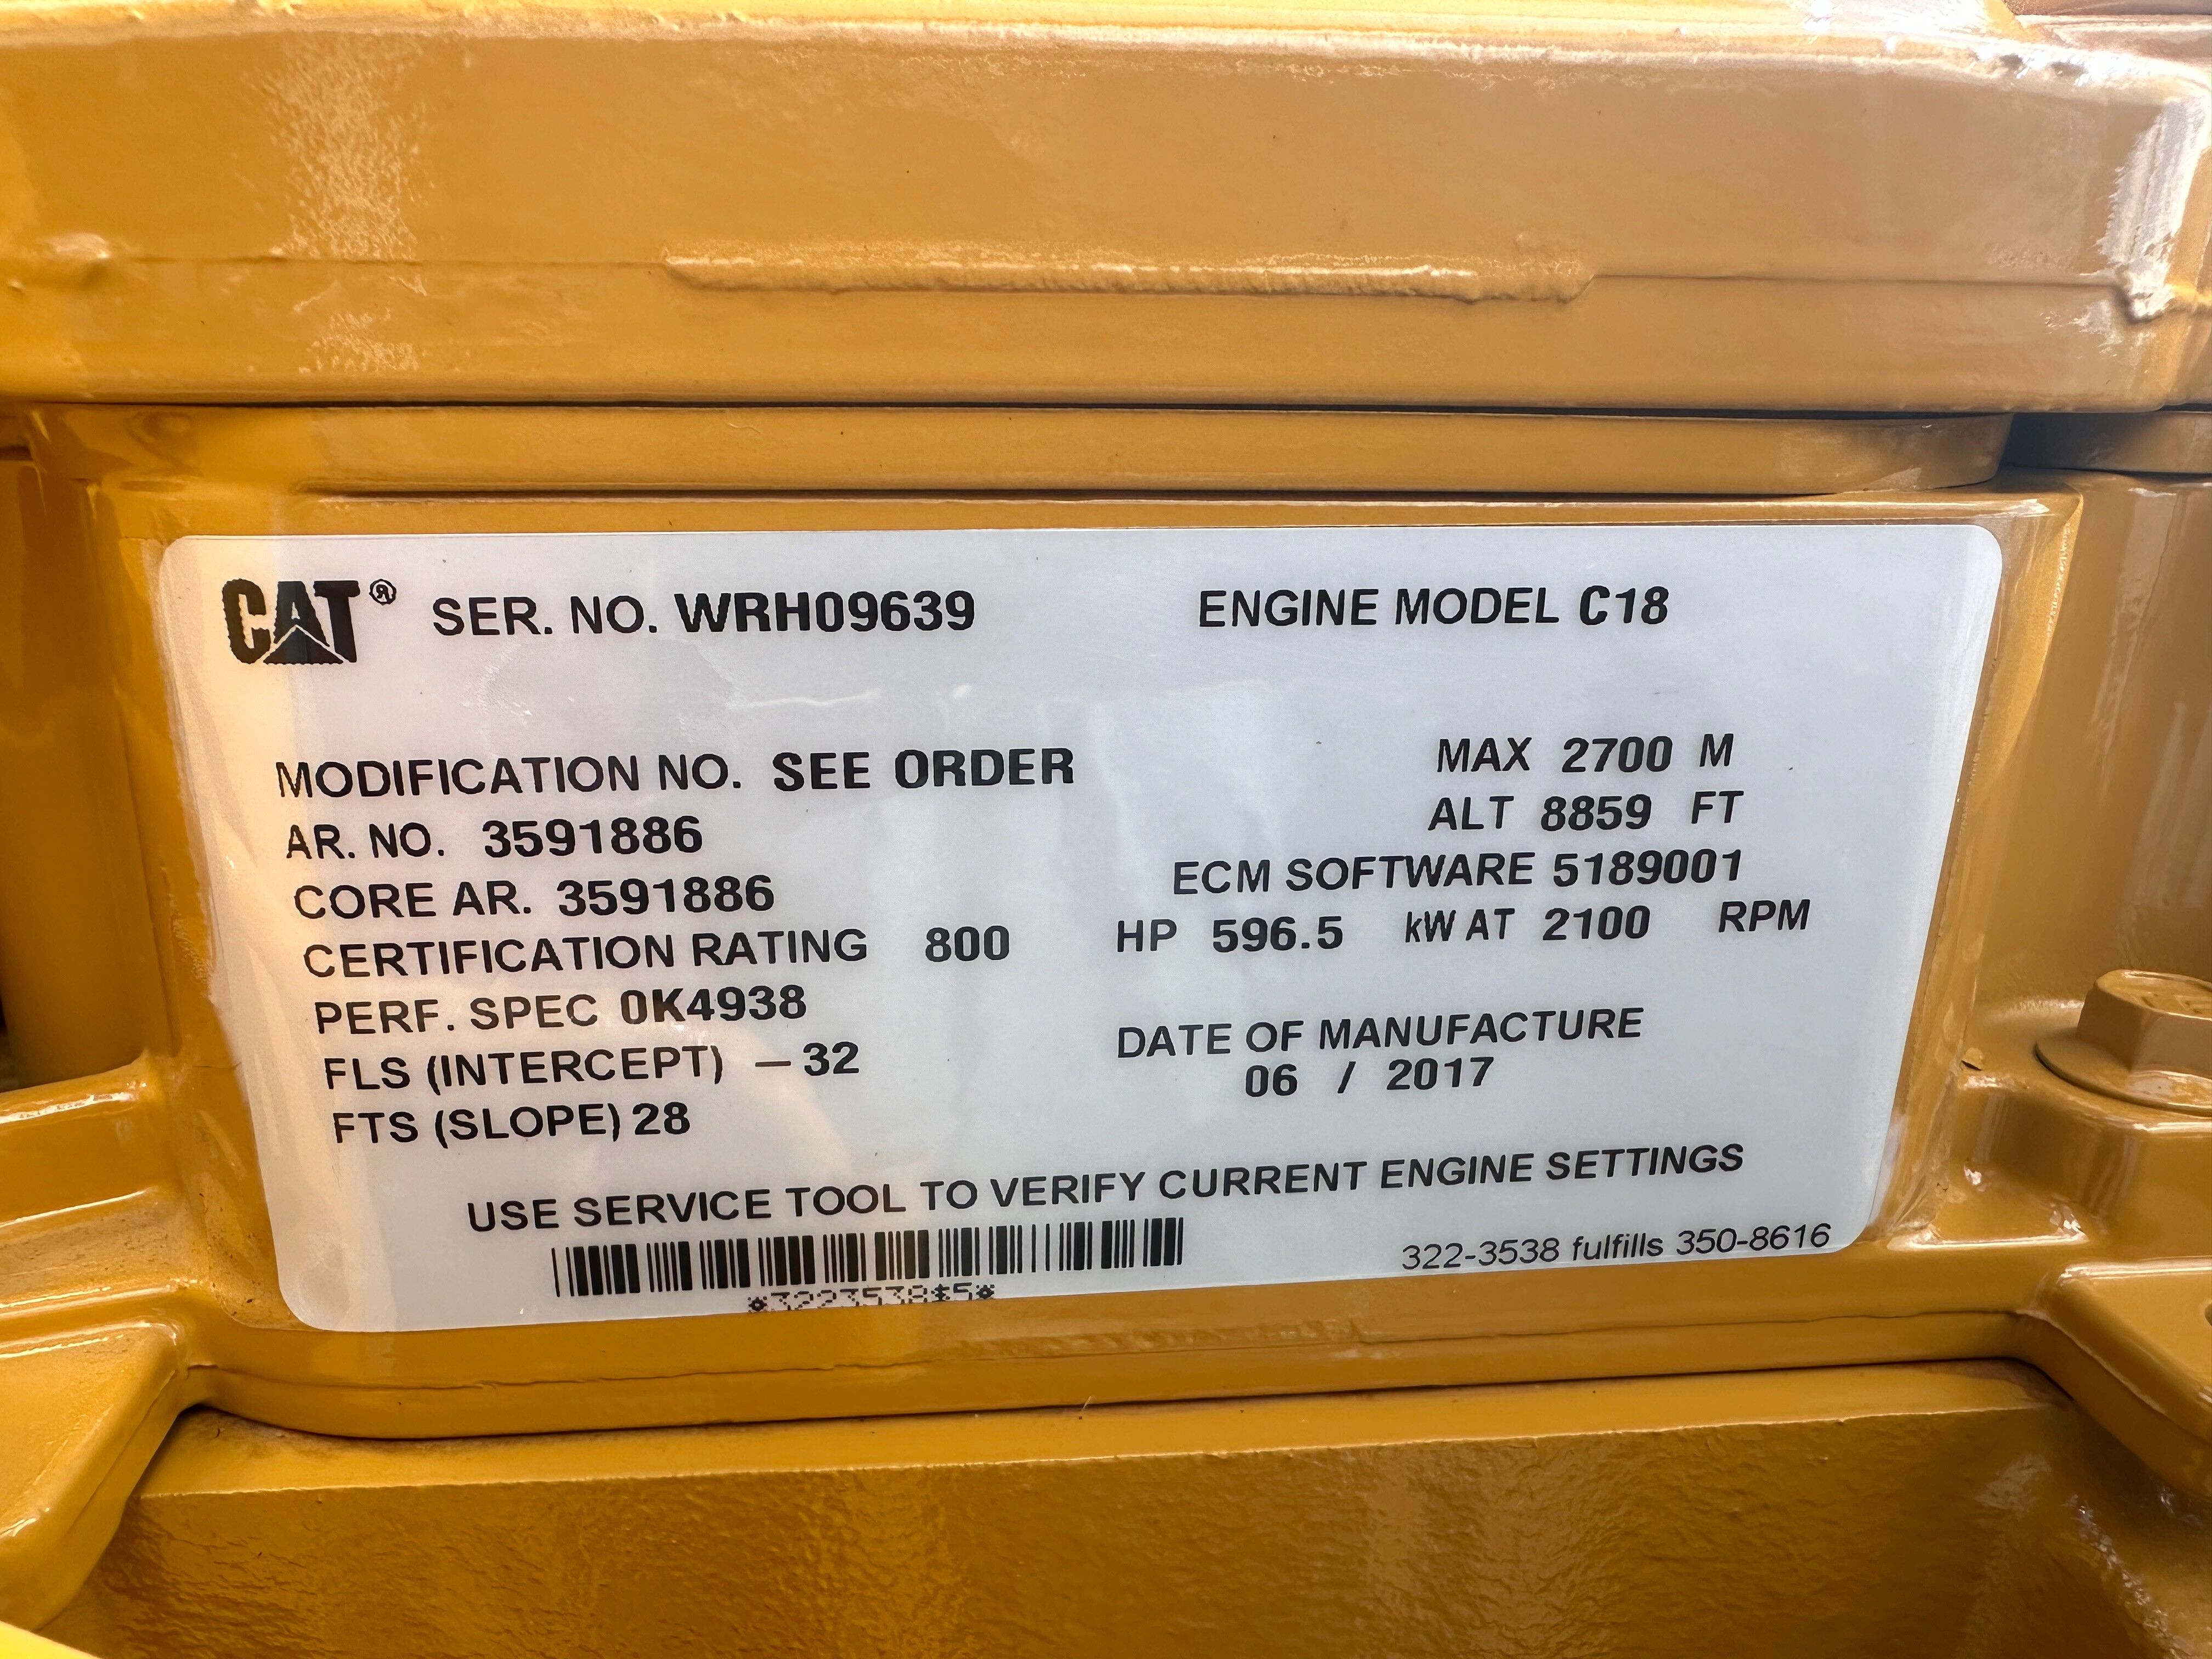 CAT® SER. NO. WRH09639 ENGINE MODEL C18
MODIFICATION NO. SEE ORDER MAX 2700 M
AR. NO. 3591886 ALT 8859 FT
CORE AR. 3591886 ECM SOFTWARE 5189001
CERTIFICATION RATING 800 HP 596.5 kW AT 2100 RPM
PERF. SPEC 0K4938
FLS (INTERCEPT) –32 DATE OF MANUFACTURE
FTS (SLOPE) 28 06 / 2017
USE SERVICE TOOL TO VERIFY CURRENT ENGINE SETTINGS
322-3538 fulfills 350-8616
*3223538$5*